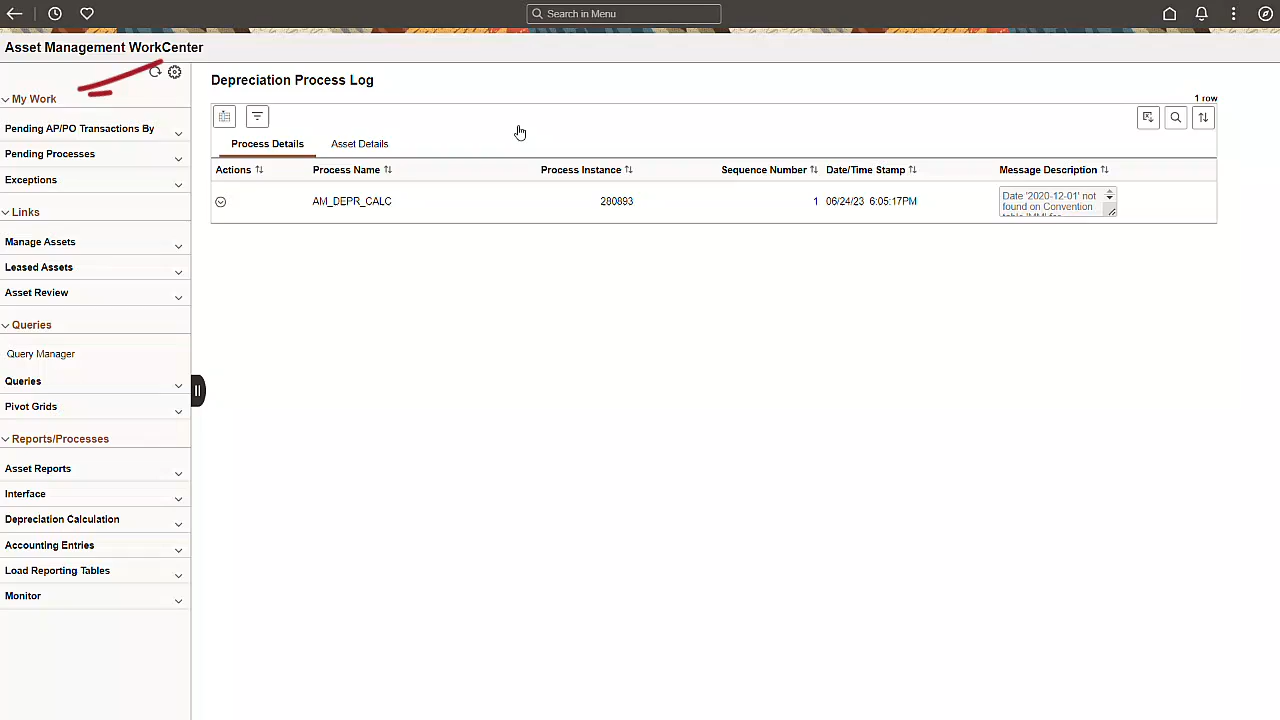 Search in Menu
Asset Management WorkCenter
My Work
Pending AP/PO Transactions By
Pending Processes
Exceptions
Links
Manage Assets
Leased Assets
Asset Review
Queries
Query Manager
Queries
Pivot Grids
Reports/Processes
Asset Reports
Interface
Depreciation Calculation
Accounting Entries
Load Reporting Tables
Monitor
Depreciation Process Log
1 row
Process Details Asset Details
Actions Process Name Process Instance Sequence Number Date/Time Stamp Message Description
AM_DEPR_CALC 280893 1 06/24/23 6:05:17PM Date '2020-12-01' not
found on Convention